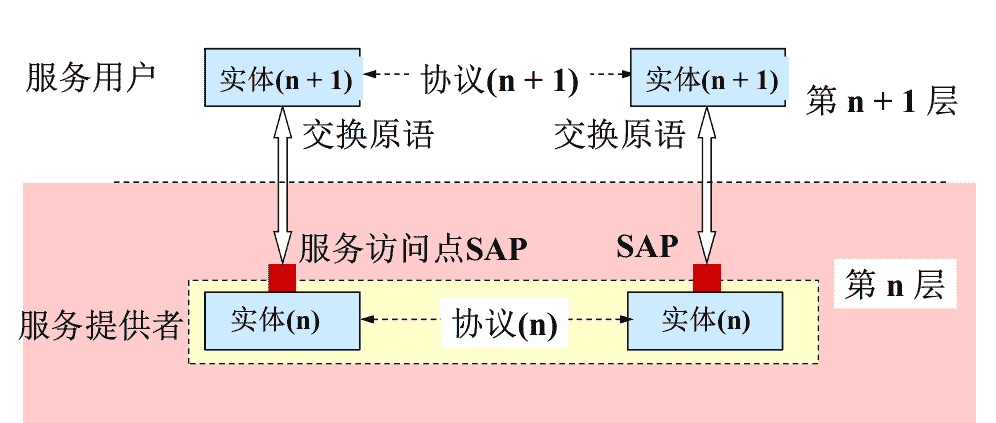 服务用户
实体(n + 1)
协议(n + 1)
实体(n + 1)
第 n + 1 层
交换原语
交换原语
服务访问点SAP
SAP
第 n 层
服务提供者
实体(n)
协议(n)
实体(n)